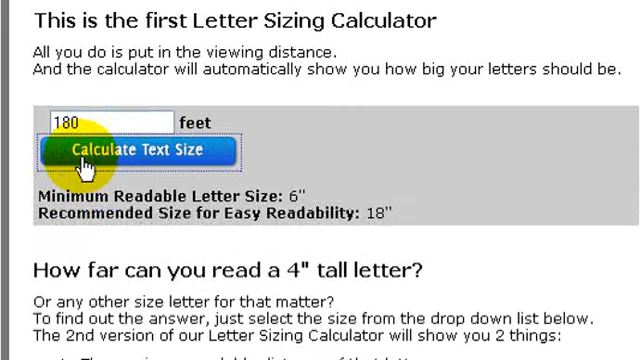 This is the first Letter Sizing Calculator
All you do is put in the viewing distance.
And the calculator will automatically show you how big your letters should be.
180 feet
Calculate Text Size
Minimum Readable Letter Size: 6"
Recommended Size for Easy Readability: 18"
How far can you read a 4" tall letter?
Or any other size letter for that matter?
To find out the answer, just select the size from the drop down list below.
The 2nd version of our Letter Sizing Calculator will show you 2 things: